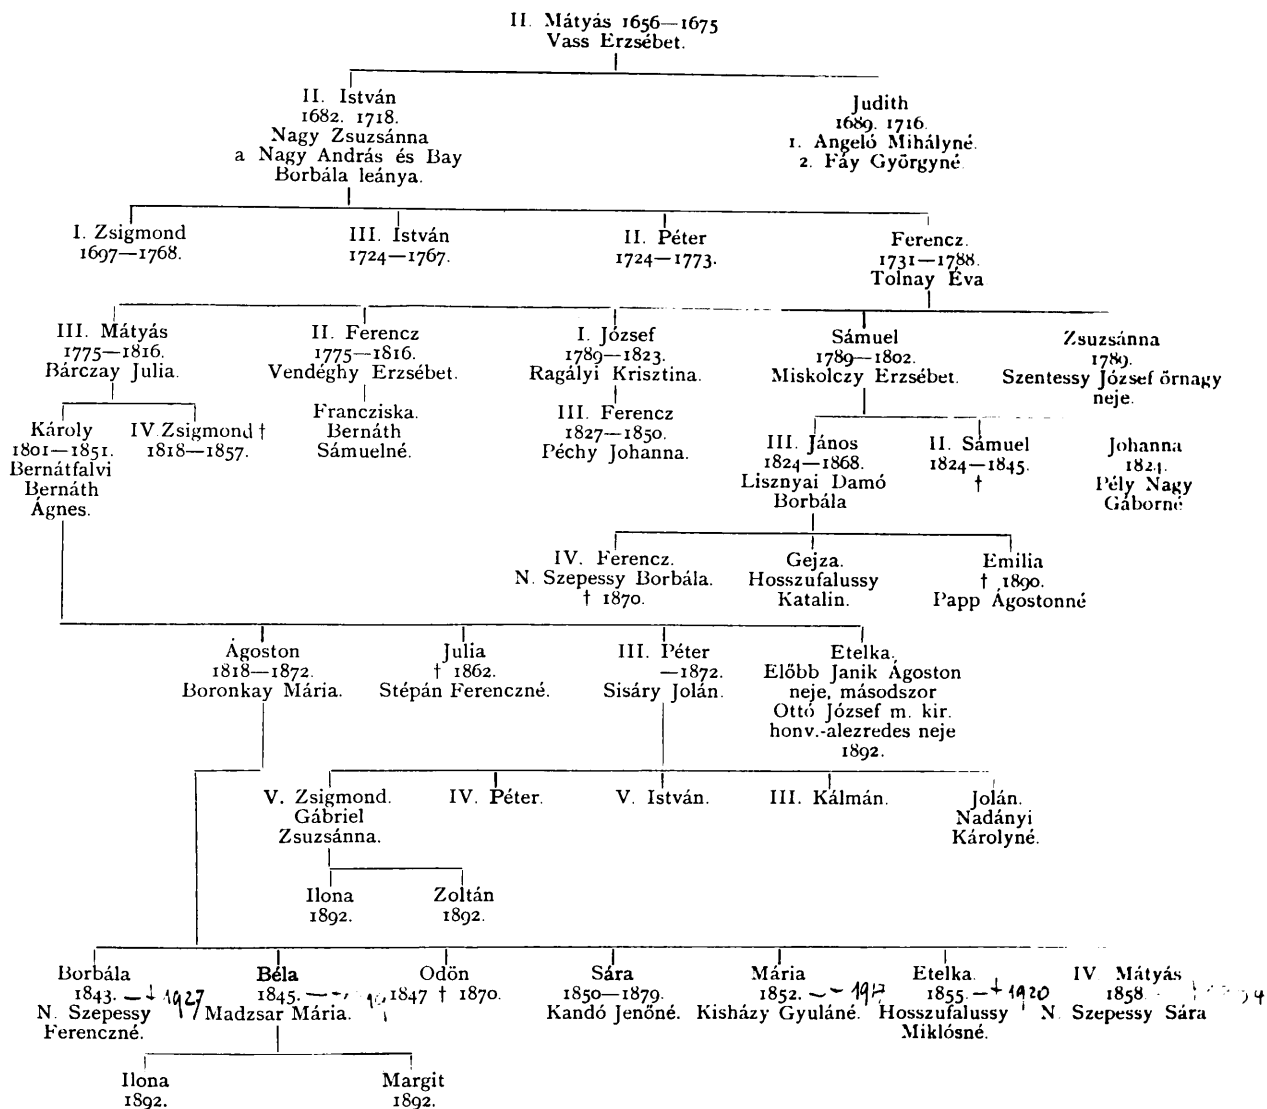 II. Mátyás 1656—1675
Vass Erzsébet.
II. István
1682. 1718.
Nagy Zsuzsánna
a Nagy András és Bay
Borbála leánya.
Judith
1689. 1716.
1. Angeló Mihályné.
2. Fáy Györgyné.
I. Zsigmond
1697—1768.
III. István
1724—1767.
II. Péter
1724—1773.
Ferencz.
1731—1788.
Tolnay Éva
III. Mátyás
1775—1816.
Bárczay Julia.
II. Ferencz
1775—1816.
Vendéghy Erzsébet.
I. József
1789—1823.
Ragályi Krisztina.
Sámuel
1789—1802.
Miskolczy Erzsébet.
Zsuzsánna
1789.
Szentessy József őrnagy
neje.
Károly
1801—1851.
Bernátfalvi
Bernáth
Ágnes.
IV. Zsigmond †
1818—1857.
Francziska.
Bernáth
Sámuelné.
III. Ferencz
1827—1850.
Péchy Johanna.
III. János
1824—1868.
Lisznyai Damó
Borbála
II. Sámuel
1824—1845.
†
Johanna
1824.
Pély Nagy
Gáborné
IV. Ferencz.
N. Szepessy Borbála.
† 1870.
Gejza.
Hosszufalussy
Katalin.
Emilia
† 1890.
Papp Ágostonné
Ágoston
1818—1872.
Boronkay Mária.
Julia
† 1862.
Stépán Ferenczné.
III. Péter
—1872.
Sisáry Jolán.
Etelka.
Előbb Janik Ágoston
neje, másodszor
Ottó József m. kir.
honv.-alezredes neje
1892.
V. Zsigmond.
Gábriel
Zsuzsánna.
IV. Péter.
V. István.
III. Kálmán.
Jolán.
Nadányi
Károlyné.
Ilona
1892.
Zoltán
1892.
Borbála
1843. — † 1927
N. Szepessy
Ferenczné.
Béla
1845.
Madzsar Mária.
Odön
1847 † 1870.
Sára
1850—1879.
Kandó Jenőné.
Mária
1852.
Kisházy Gyuláné.
Etelka.
1855. — † 1920
Hosszufalussy
Miklósné.
IV Mátyás
1858.
N. Szepessy Sára
Ilona
1892.
Margit
1892.